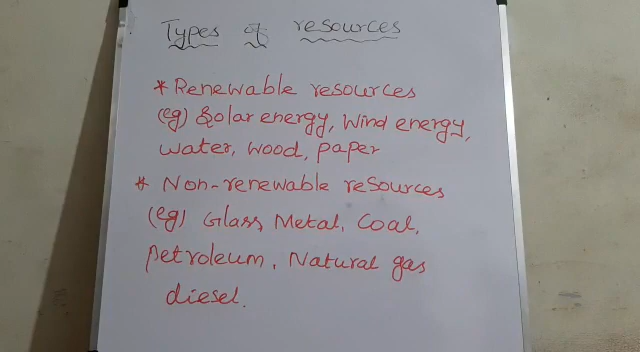 Types of resources
* Renewable resources
(eg) Solar energy, Wind energy,
water, wood, paper
* Non-renewable resources
(eg) Glass, Metal, Coal,
petroleum, Natural gas
diesel.